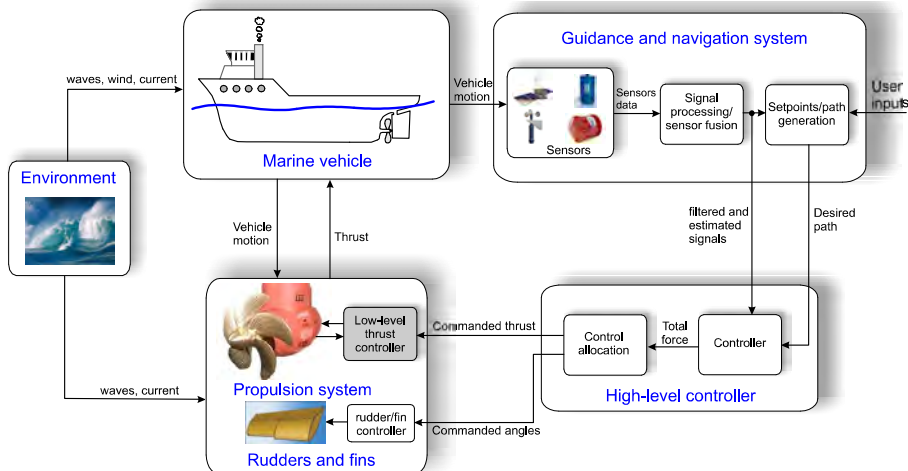 Guidance and navigation system
waves, wind, current
Vehicle
motion
Sensors
data
Signal
processing/
sensor fusion
Setpoints/path
generation
User
inputs
Sensors
Marine vehicle
Environment
Vehicle
motion
Thrust
filtered and
estimated
signals
Desired
path
Low-level
thrust
controller
Commanded thrust
Control
allocation
Total
force
Controller
Propulsion system
High-level controller
waves, current
rudder/fin
controller
Commanded angles
Rudders and fins